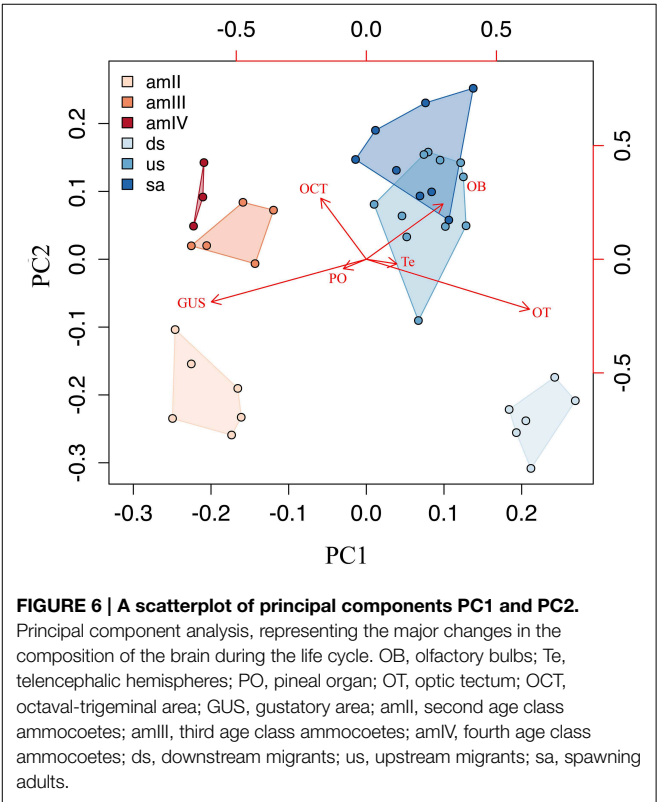 -0.5 0.0 0.5
amII
amIII
amIV
ds
us
sa
0.2
0.1
0.0
-0.1
-0.2
-0.3
PC2
0.5
0.0
-0.5
OCT
OB
Te
PO
GUS
OT
-0.3 -0.2 -0.1 0.0 0.1 0.2
PC1
FIGURE 6 | A scatterplot of principal components PC1 and PC2.
Principal component analysis, representing the major changes in the
composition of the brain during the life cycle. OB, olfactory bulbs; Te,
telencephalic hemispheres; PO, pineal organ; OT, optic tectum; OCT,
octaval-trigeminal area; GUS, gustatory area; amII, second age class
ammocoetes; amIII, third age class ammocoetes; amIV, fourth age class
ammocoetes; ds, downstream migrants; us, upstream migrants; sa, spawning
adults.